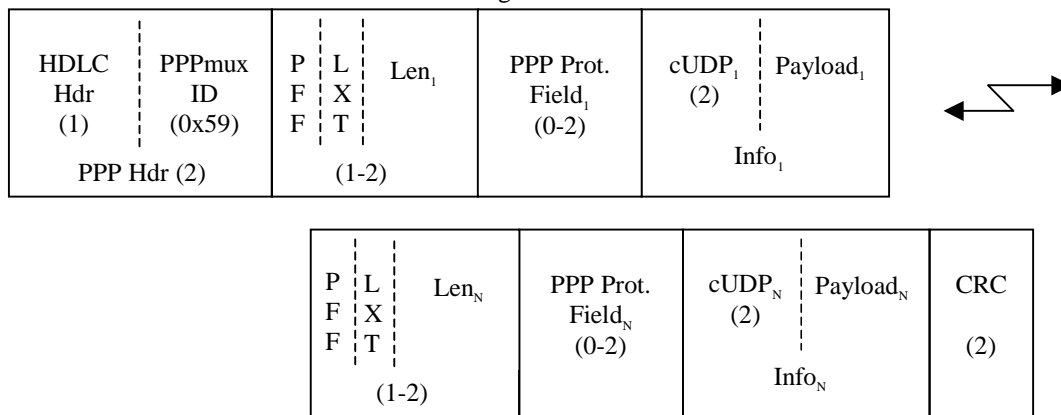 HDLC
Hdr
(1)
PPPmux
ID
(0x59)
PPP Hdr (2)
P
F
F
L
X
T
Len1
(1-2)
PPP Prot.
Field1
(0-2)
cUDP1
(2)
Payload1
Info1
P
F
F
L
X
T
LenN
(1-2)
PPP Prot.
FieldN
(0-2)
cUDPN
(2)
PayloadN
InfoN
CRC
(2)